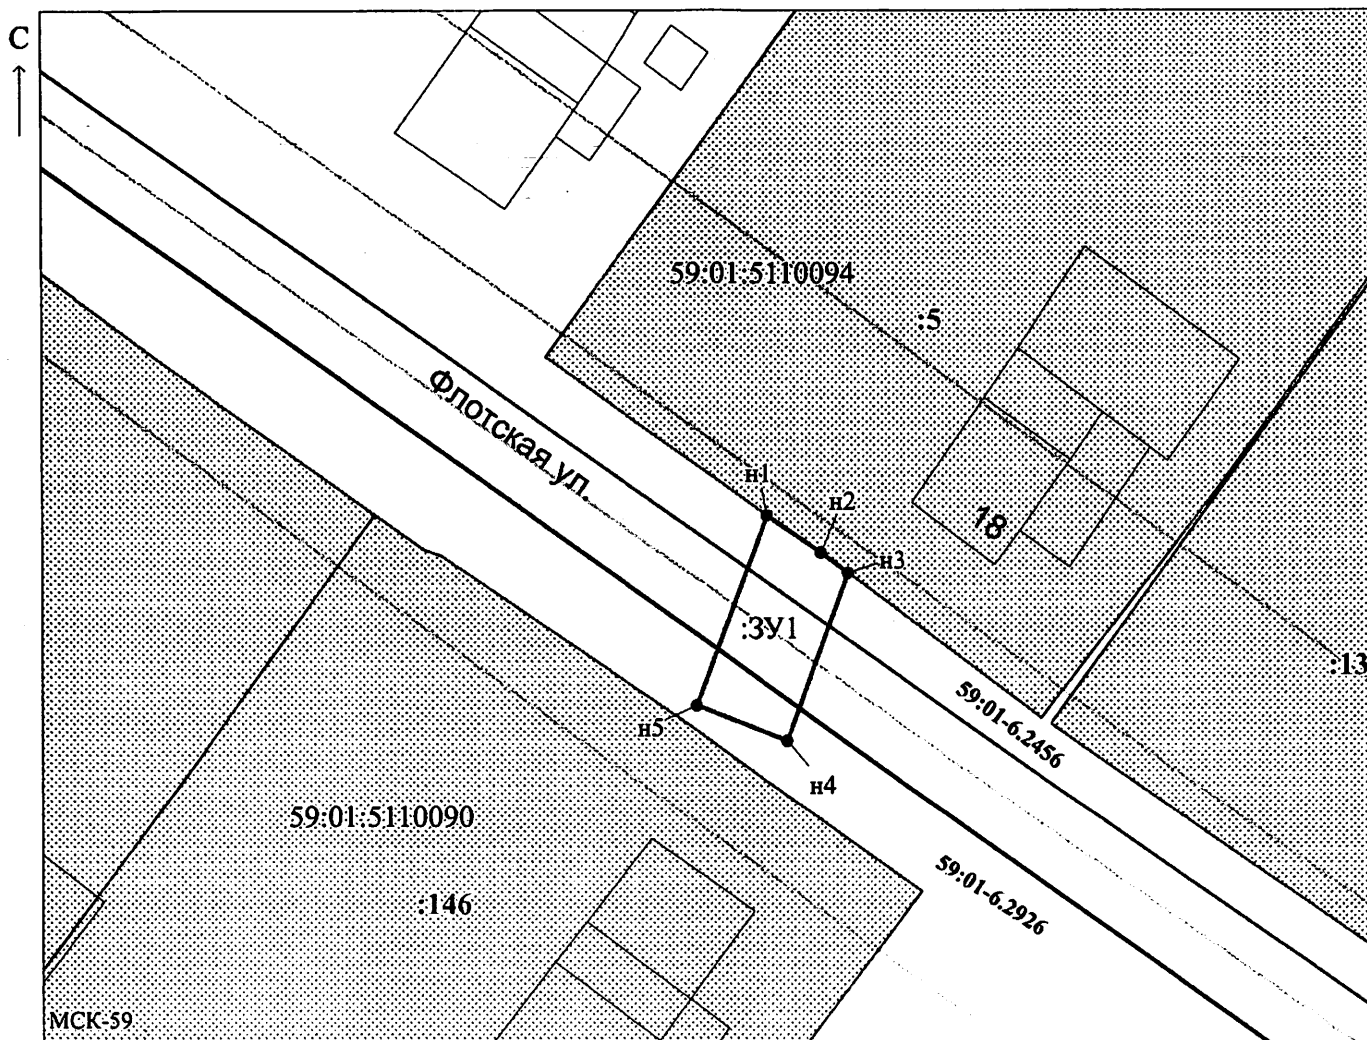 С
59:01:5110094
:5
Флотская ул.
н1
н2
18
н3
:ЗУ1
:13
59:01-6.2456
н5
н4
59:01:5110090
59:01-6.2926
:146
МСК-59